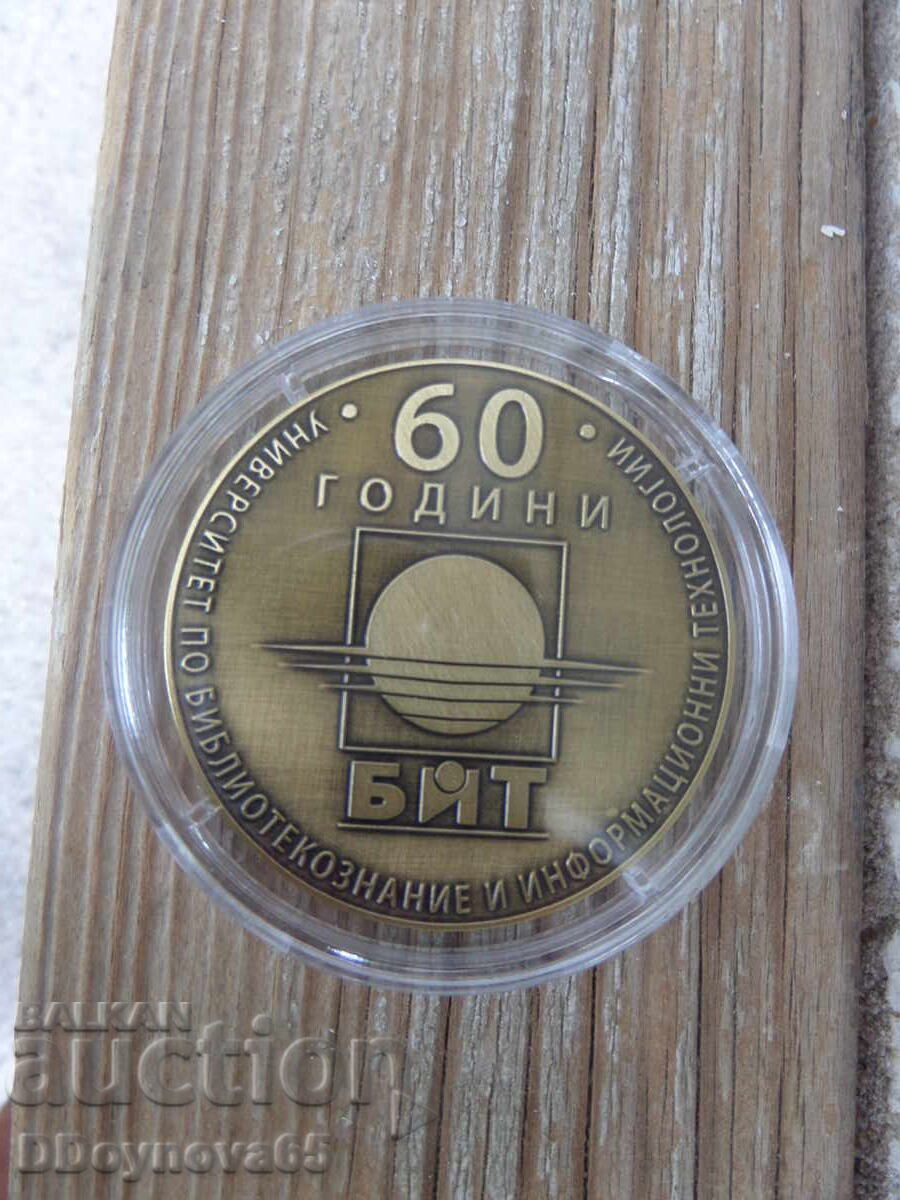 • 60 •
ГОДИНИ
УНИВЕРСИТЕТ ПО БИБЛИОТЕКОЗНАНИЕ И ИНФОРМАЦИОННИ ТЕХНОЛОГИИ
БИТ
BALKAN
auction
DDoynova65